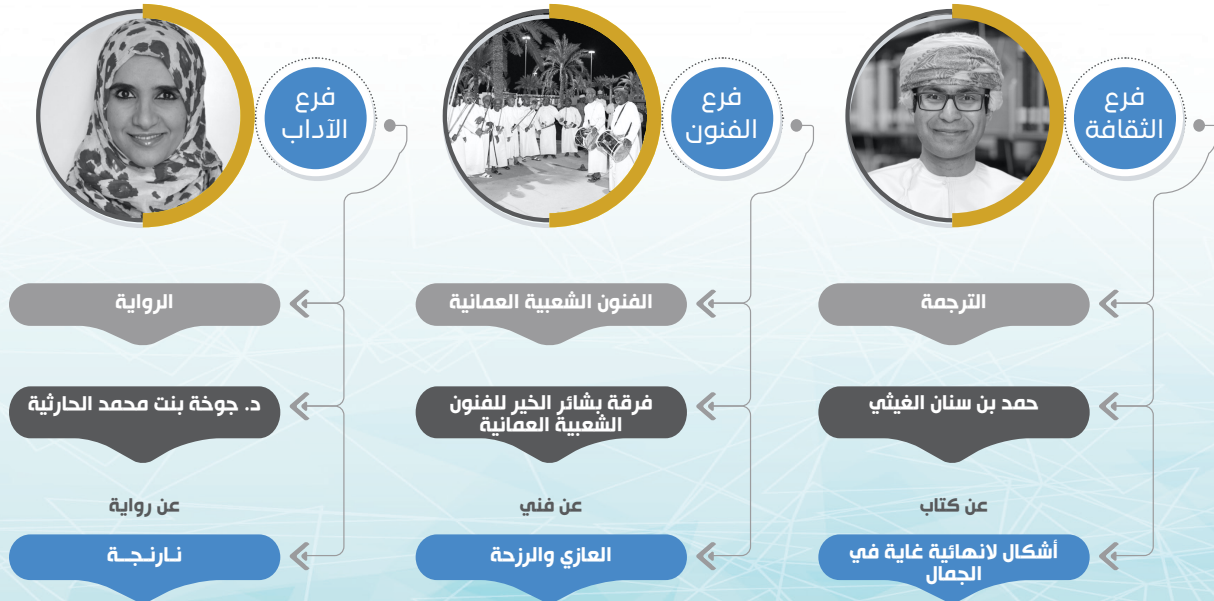 فرع
الثقافة
الترجمة
حمد بن سنان الغيثي
عن كتاب
أشكال لانهائية غاية في
الجمال
فرع
الفنون
الفنون الشعبية العمانية
فرقة بشائر الخير للفنون
الشعبية العمانية
عن فني
العازي والرزحة
فرع
الآداب
الرواية
د. جوخة بنت محمد الحارثية
عن رواية
نـارنـجــة